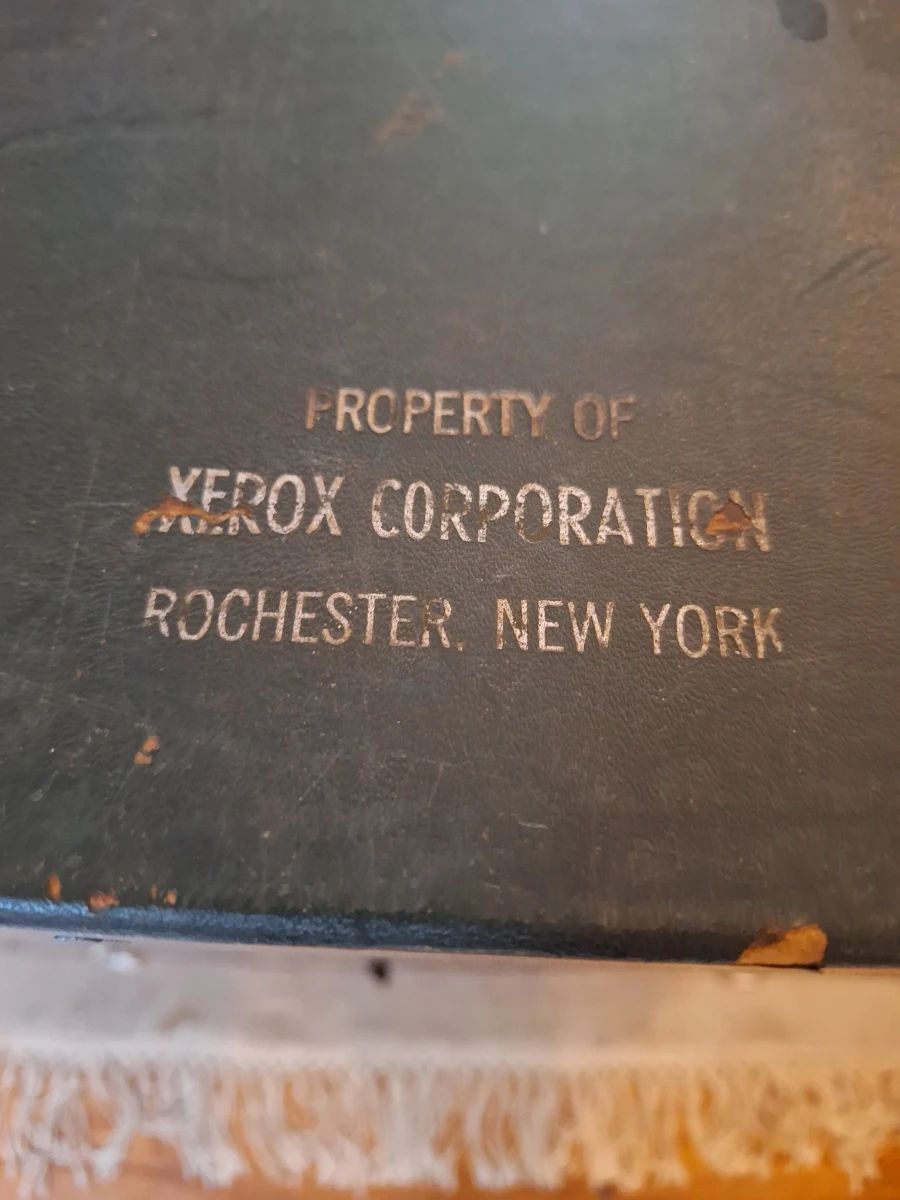 PROPERTY OF
XEROX CORPORATION
ROCHESTER, NEW YORK